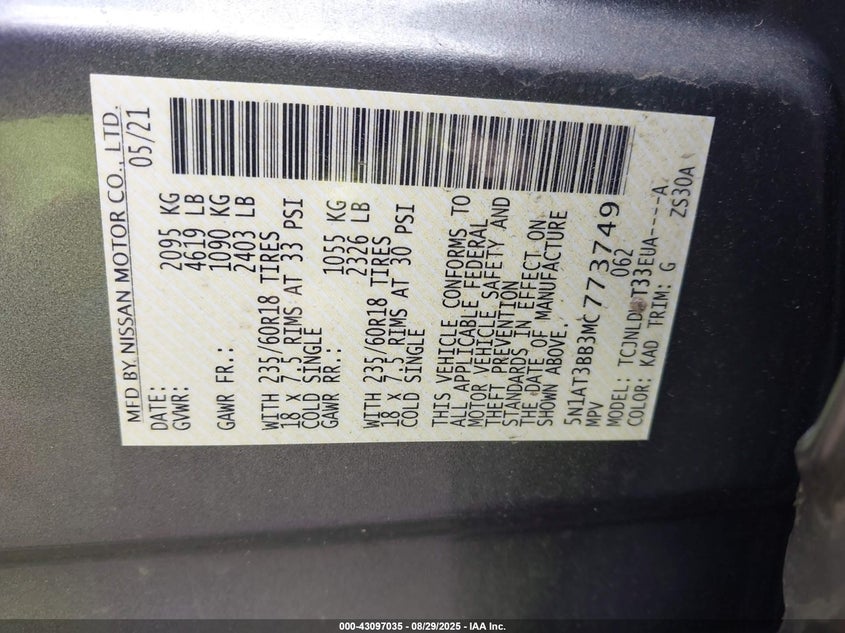 MFD BY NISSAN MOTOR CO., LTD.
DATE: 05/21
GVWR: 2095 KG
4619 LB
GAWR FR.: 1090 KG
2403 LB
WITH 235/60R18 TIRES
18 X 7.5 RIMS AT 33 PSI
COLD SINGLE
GAWR RR.: 1055 KG
2326 LB
WITH 235/60R18 TIRES
18 X 7.5 RIMS AT 30 PSI
COLD SINGLE
THIS VEHICLE CONFORMS TO
ALL APPLICABLE FEDERAL
MOTOR VEHICLE SAFETY AND
THEFT PREVENTION
STANDARDS IN EFFECT ON
THE DATE OF MANUFACTURE
SHOWN ABOVE.
5N1AT3BB3MC773749
MPV 062
MODEL:
COLOR: KAD TRIM: G ZS30A
000-43097035 - 08/29/2025 - IAA Inc.